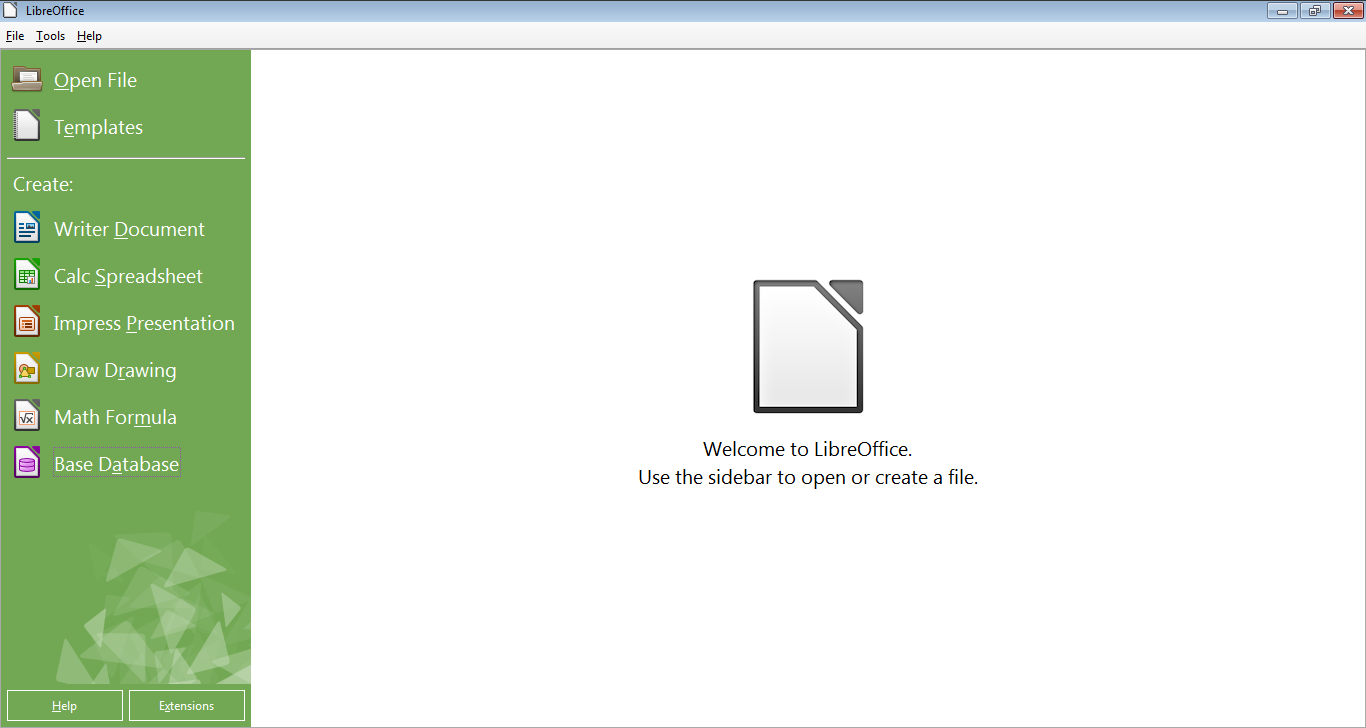 LibreOffice
File Tools Help
Open File
Templates
Create:
Writer Document
Calc Spreadsheet
Impress Presentation
Draw Drawing
Math Formula
Base Database
Welcome to LibreOffice.
Use the sidebar to open or create a file.
Help Extensions